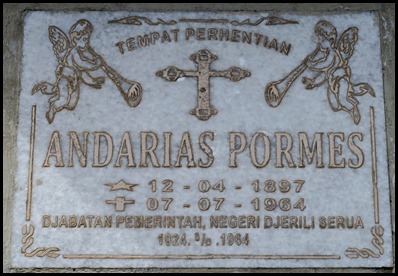 TEMPAT PERHENTIAN
ANDARIAS PORMES
12-04-1897
07-07-1964
DJABATAN PEMERINTAH, NEGERI DJERILI SERUA
1924. S/D .1964